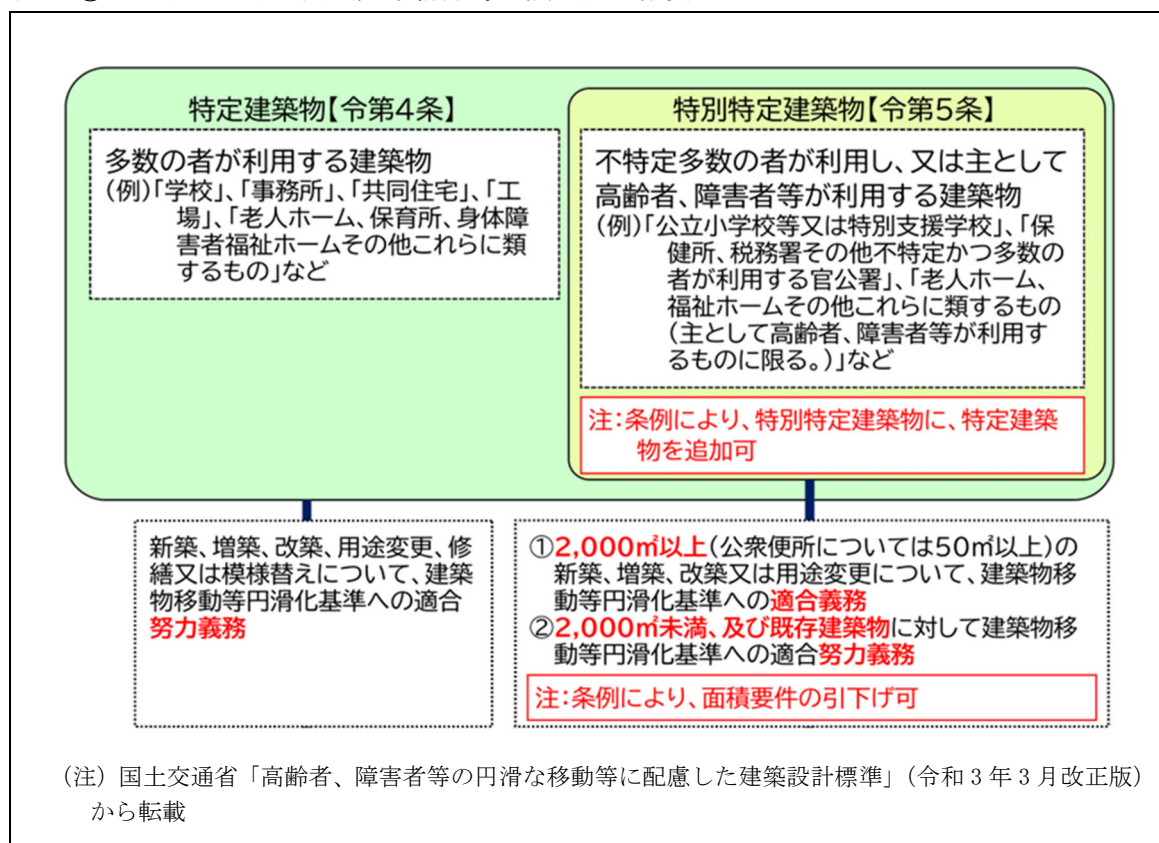 特定建築物【令第4条】
多数の者が利用する建築物
(例)「学校」、「事務所」、「共同住宅」、「工
場」、「老人ホーム、保育所、身体障
害者福祉ホームその他これらに類
するもの」など
特別特定建築物【令第5条】
不特定多数の者が利用し、又は主として
高齢者、障害者等が利用する建築物
(例)「公立小学校等又は特別支援学校」、「保
健所、税務署その他不特定かつ多数の
者が利用する官公署」、「老人ホーム、
福祉ホームその他これらに類するもの
(主として高齢者、障害者等が利用す
るものに限る。)」など
注:条例により、特別特定建築物に、特定建築
物を追加可
新築、増築、改築、用途変更、修
繕又は模様替えについて、建築
物移動等円滑化基準への適合
努力義務
①2,000㎡以上(公衆便所については50㎡以上)の
新築、増築、改築又は用途変更について、建築物移
動等円滑化基準への適合義務
②2,000㎡未満、及び既存建築物に対して建築物移
動等円滑化基準への適合努力義務
注:条例により、面積要件の引下げ可
(注) 国土交通省「高齢者、障害者等の円滑な移動等に配慮した建築設計標準」(令和3年3月改正版)
から転載